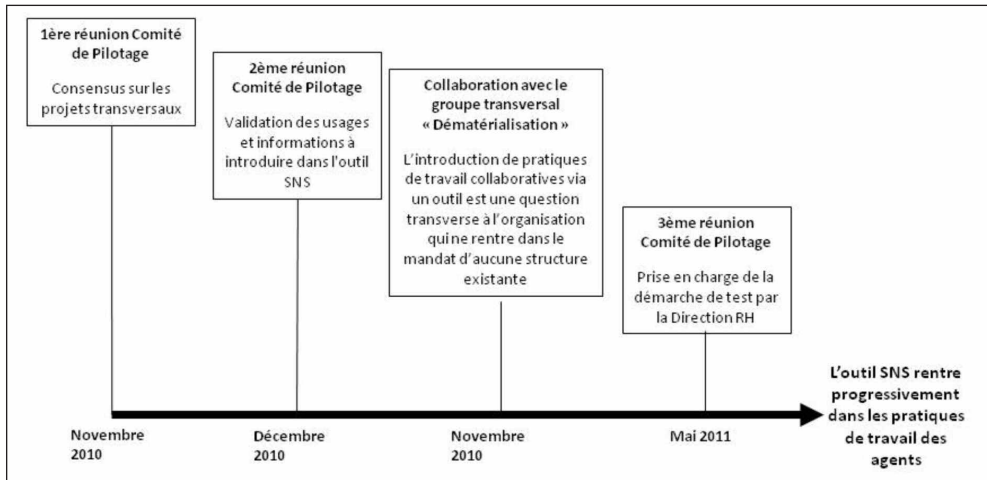 1ère réunion Comité
de Pilotage
Consensus sur les
projets transversaux
2ème réunion
Comité de Pilotage
Validation des usages
et informations à
introduire dans l'outil
SNS
Collaboration avec le
groupe transversal
« Dématérialisation »
L'introduction de pratiques
de travail collaboratives via
un outil est une question
transverse à l'organisation
qui ne rentre dans le
mandat d'aucune structure
existante
3ème réunion
Comité de Pilotage
Prise en charge de la
démarche de test par
la Direction RH
Novembre
2010
Décembre
2010
Novembre
2010
Mai 2011
L'outil SNS rentre
progressivement
dans les pratiques
de travail des
agents